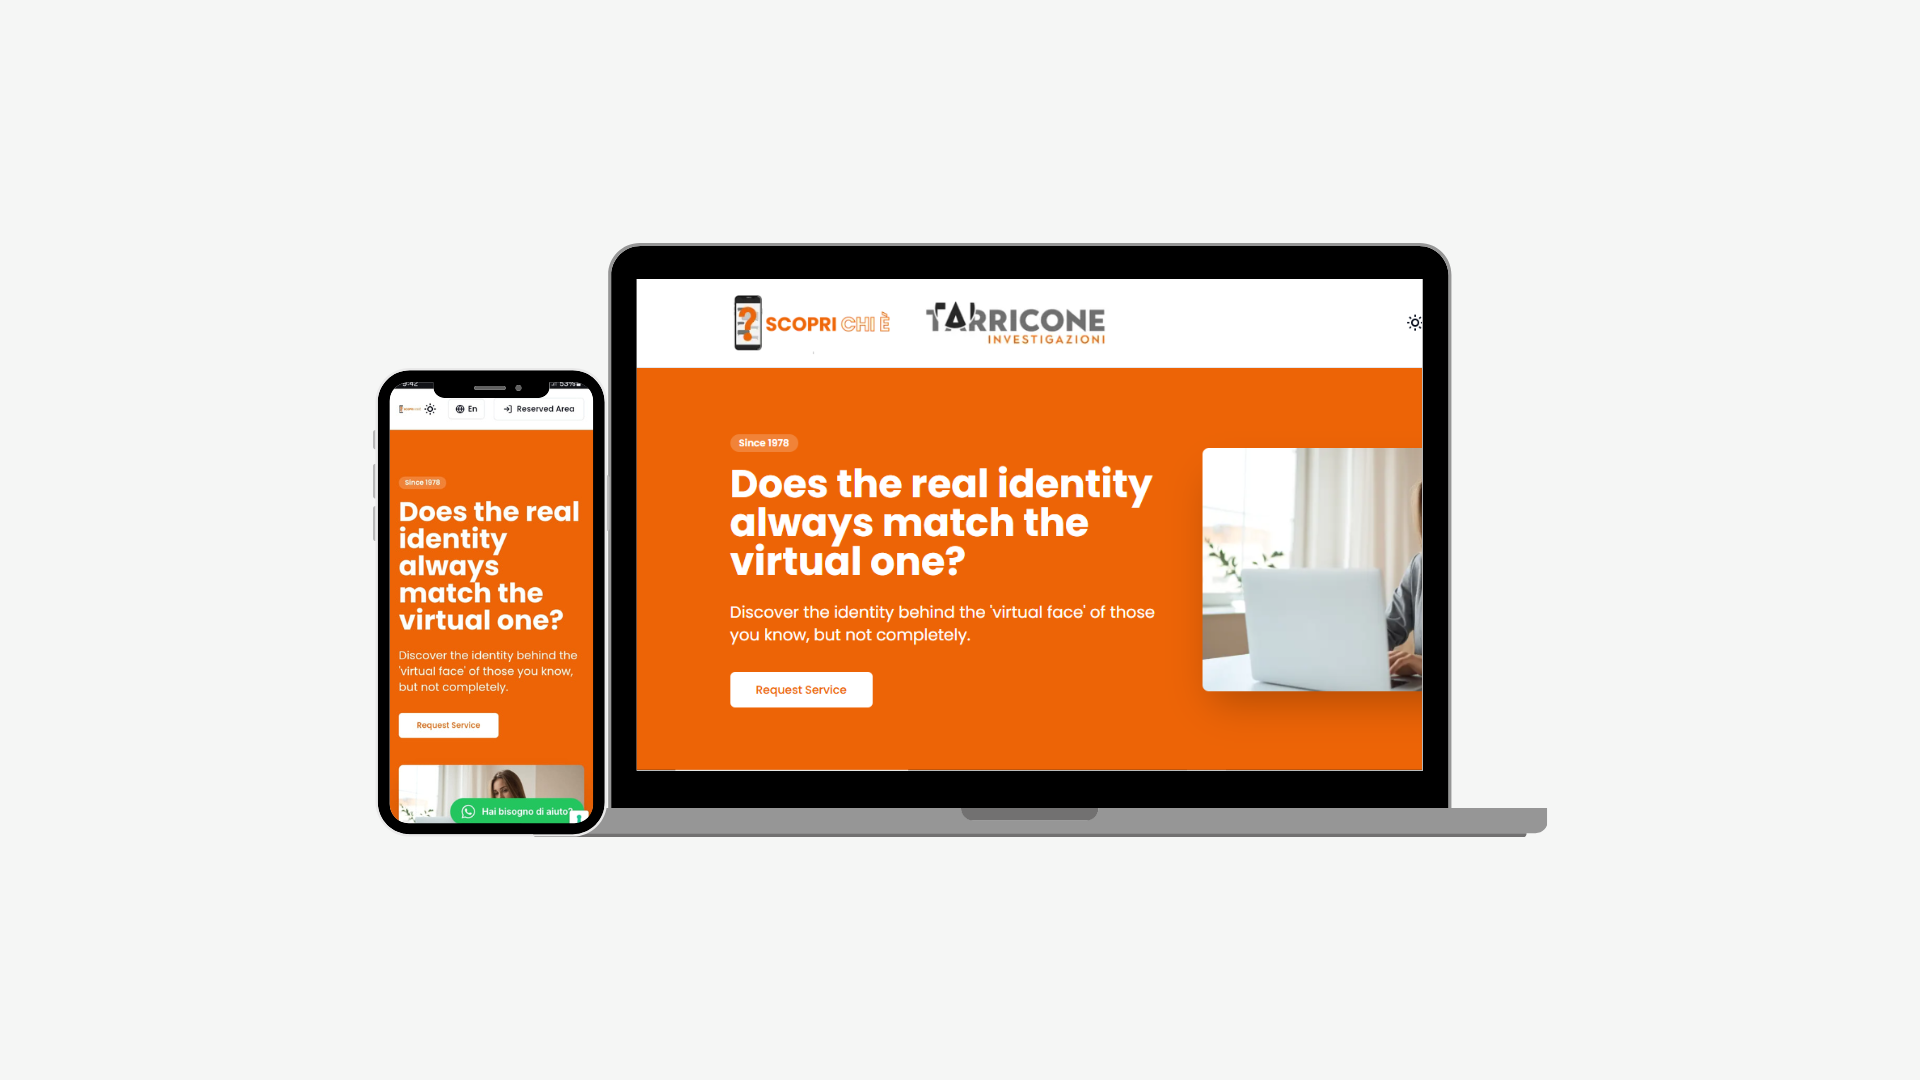 9:42
53%
En
Reserved Area
Since 1978
Does the real
identity
always
match the
virtual one?
Discover the identity behind the
'virtual face' of those you know,
but not completely.
Request Service
Hai bisogno di aiuto?
SCOPRI CHI È
TARRICONE
INVESTIGAZIONI
Since 1978
Does the real identity
always match the
virtual one?
Discover the identity behind the 'virtual face' of those
you know, but not completely.
Request Service